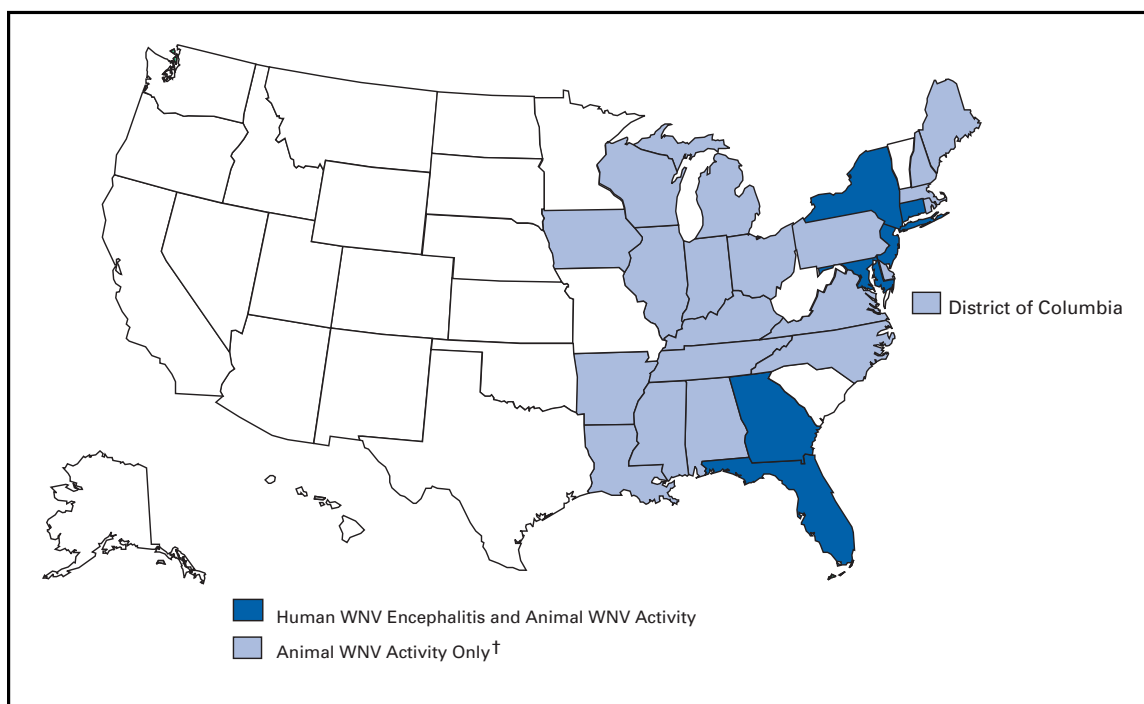 District of Columbia
Human WNV Encephalitis and Animal WNV Activity
Animal WNV Activity Only†